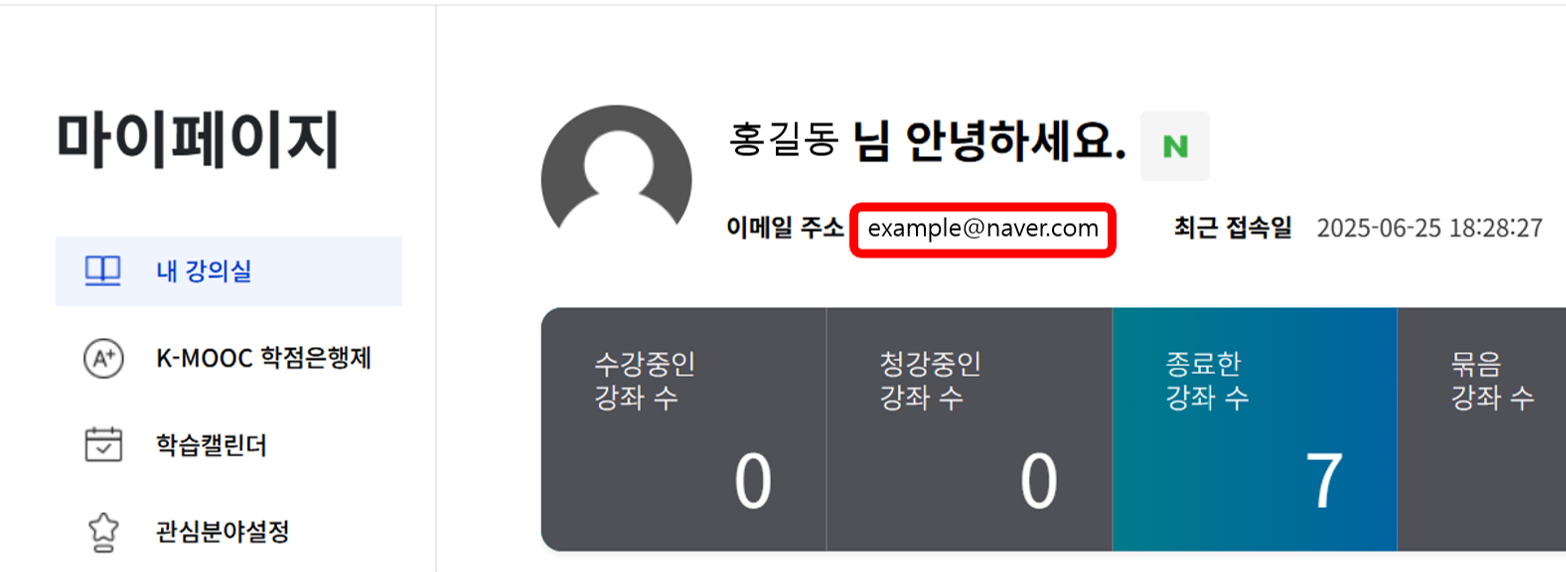 마이페이지
내 강의실
A+
K-MOOC 학점은행제
학습캘린더
관심분야설정
홍길동 님 안녕하세요. N
이메일 주소 example@naver.com 최근 접속일 2025-06-25 18:28:27
수강중인
강좌 수
0
청강중인
강좌 수
0
종료한
강좌 수
7
묶음
강좌 수